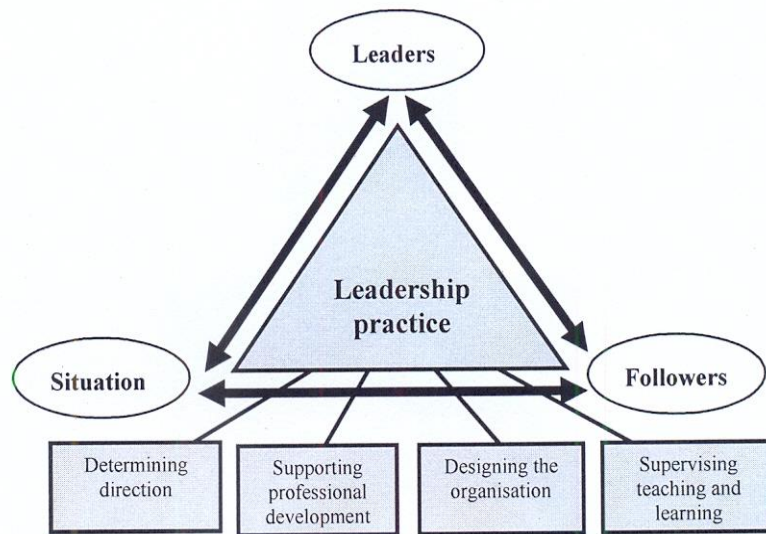 Leaders
Leadership
practice
Situation
Followers
Determining
direction
Supporting
professional
development
Designing the
organisation
Supervising
teaching and
learning